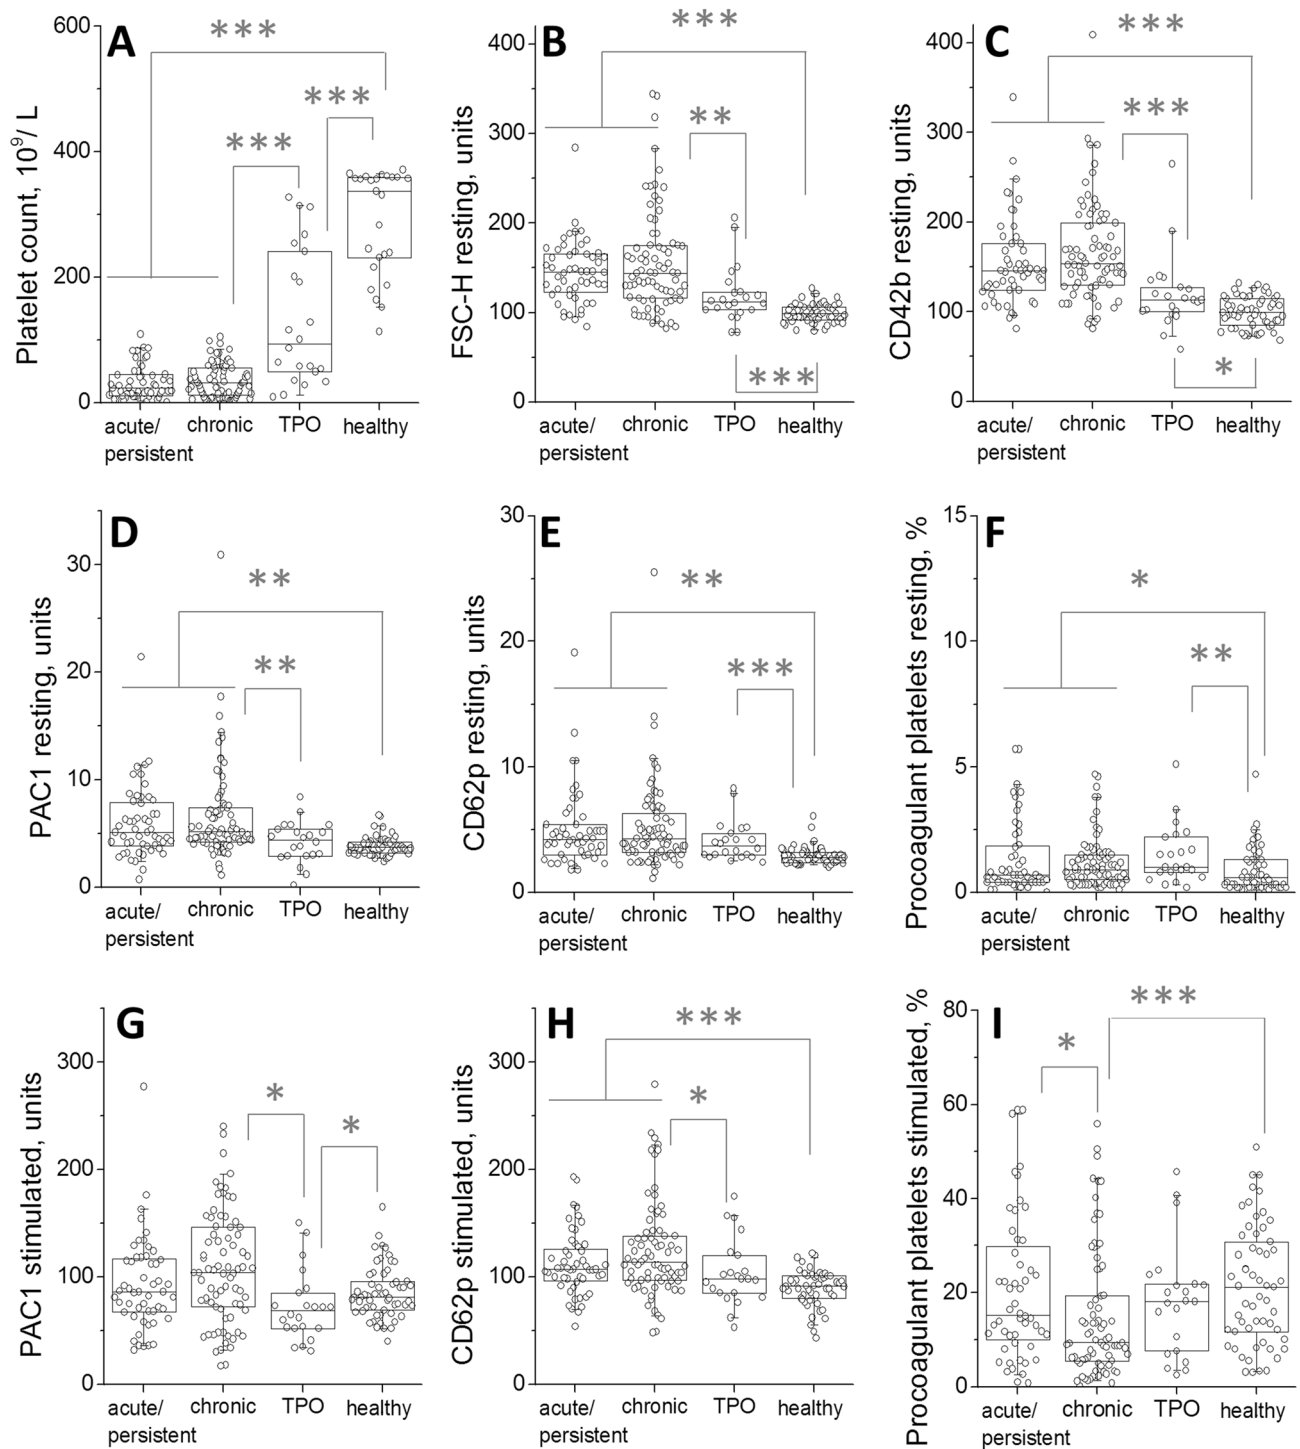 A
Platelet count, 10⁹/ L
600
400
200
0
***
***
***
acute/ persistent
chronic
TPO
healthy
B
FSC-H resting, units
400
300
200
100
0
***
**
***
acute/
persistent
chronic
TPO
healthy
C
CD42b resting, units
400
300
200
100
0
***
***
*
acute/
persistent
chronic
TPO
healthy
D
PAC1 resting, units
30
20
10
0
**
**
acute/
persistent
chronic
TPO
healthy
E
CD62p resting, units
30
20
10
0
**
***
acute/
persistent
chronic
TPO
healthy
F
Procoagulant platelets resting, %
15
10
5
0
*
**
acute/
persistent
chronic
TPO
healthy
G
PAC1 stimulated, units
300
200
100
0
*
*
acute/
persistent
chronic
TPO
healthy
H
CD62p stimulated, units
300
200
100
0
***
*
acute/
persistent
chronic
TPO
healthy
I
Procoagulant platelets stimulated, %
80
60
40
20
0
*
***
acute/
persistent
chronic
TPO
healthy